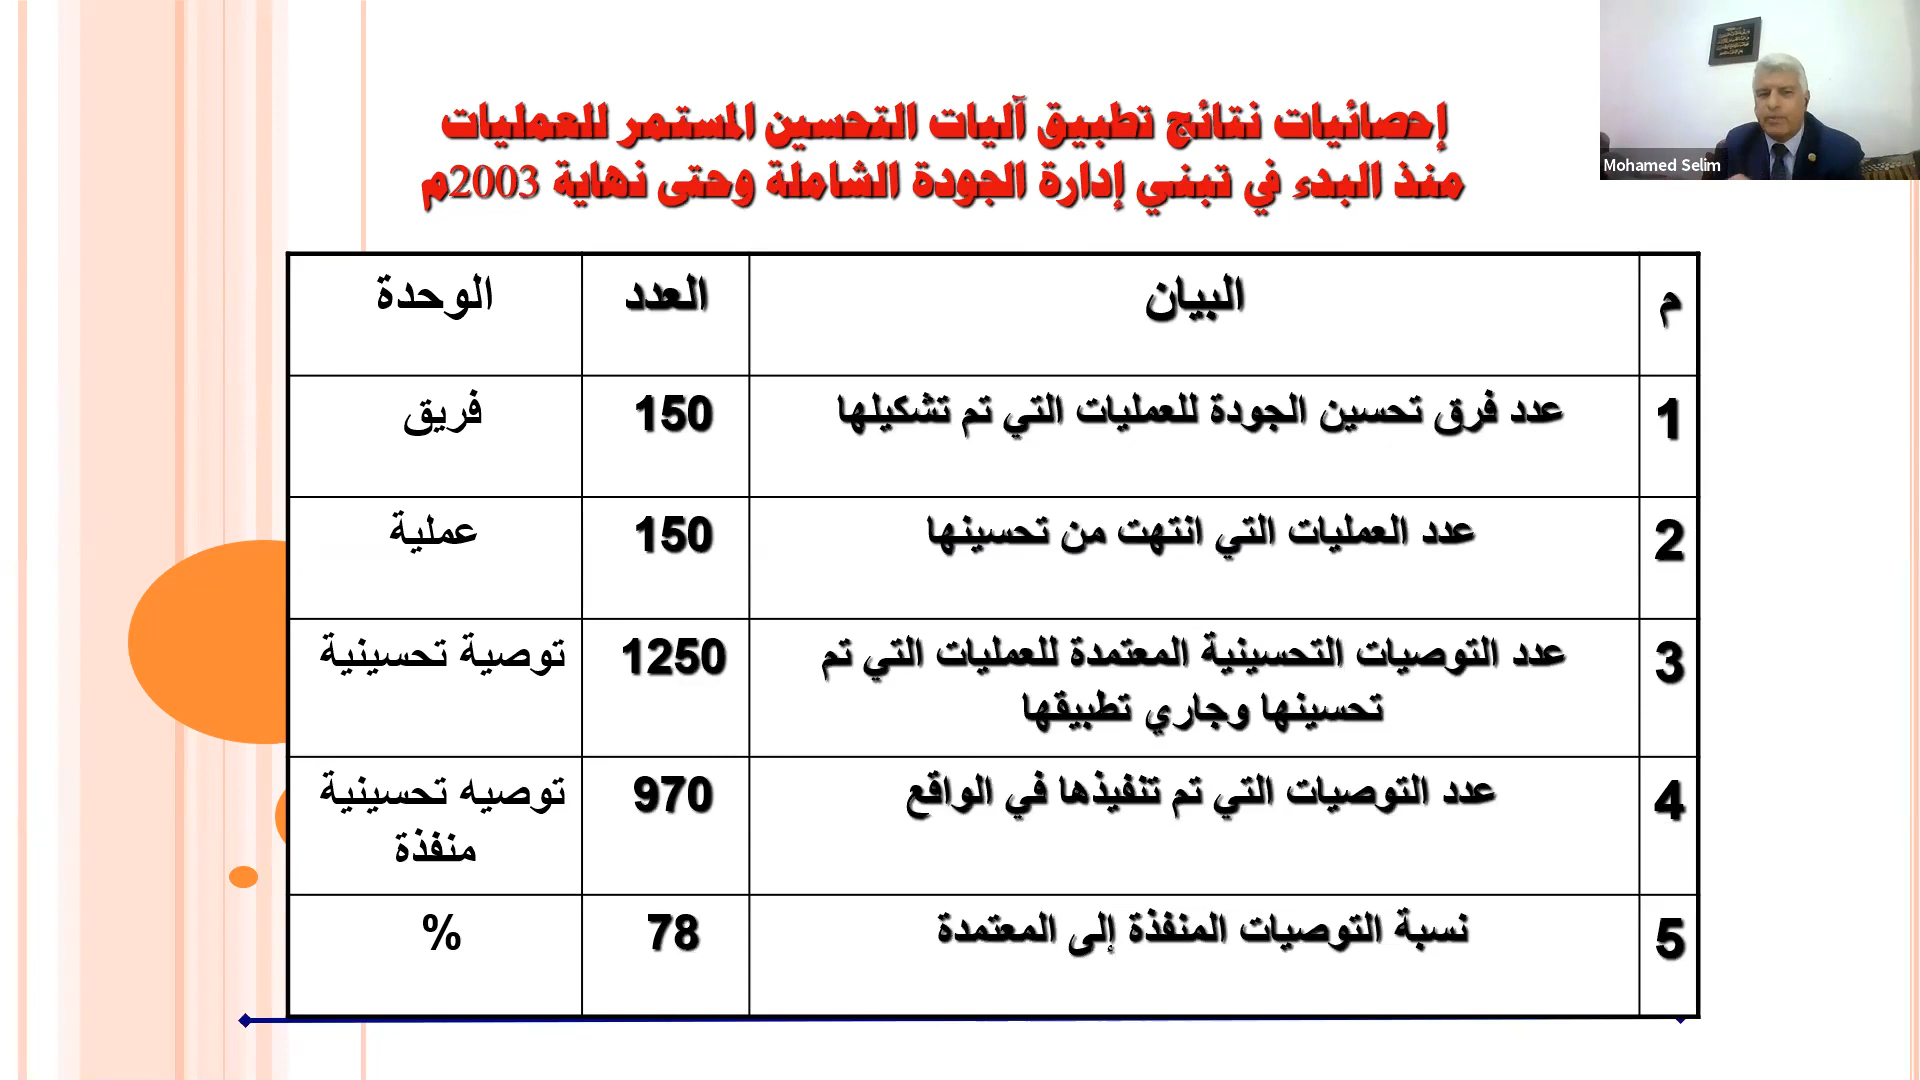 إحصائيات نتائج تطبيق آليات التحسين المستمر للعمليات
منذ البدء في تبني إدارة الجودة الشاملة وحتى نهاية 2003م
Mohamed Selim
م البيان العدد الوحدة
1 عدد فرق تحسين الجودة للعمليات التي تم تشكيلها 150 فريق
2 عدد العمليات التي انتهت من تحسينها 150 عملية
3 عدد التوصيات التحسينية المعتمدة للعمليات التي تم 1250 توصية تحسينية
تحسينها وجاري تطبيقها
4 عدد التوصيات التي تم تنفيذها في الواقع 970 توصيه تحسينية
منفذة
5 نسبة التوصيات المنفذة إلى المعتمدة 78 %